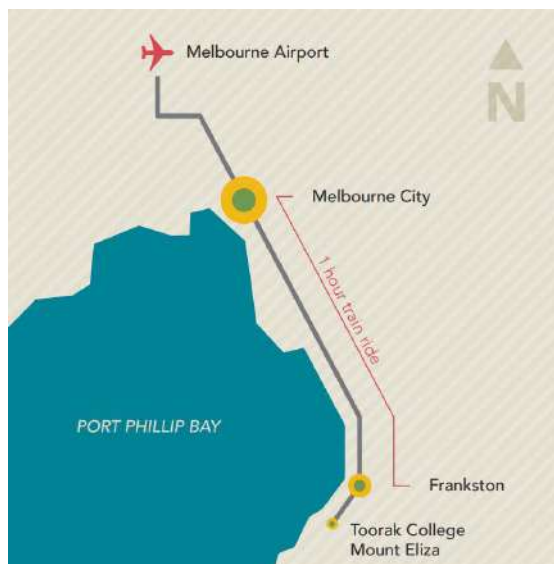 Melbourne Airport
N
Melbourne City
1 hour train ride
PORT PHILLIP BAY
Frankston
Toorak College
Mount Eliza